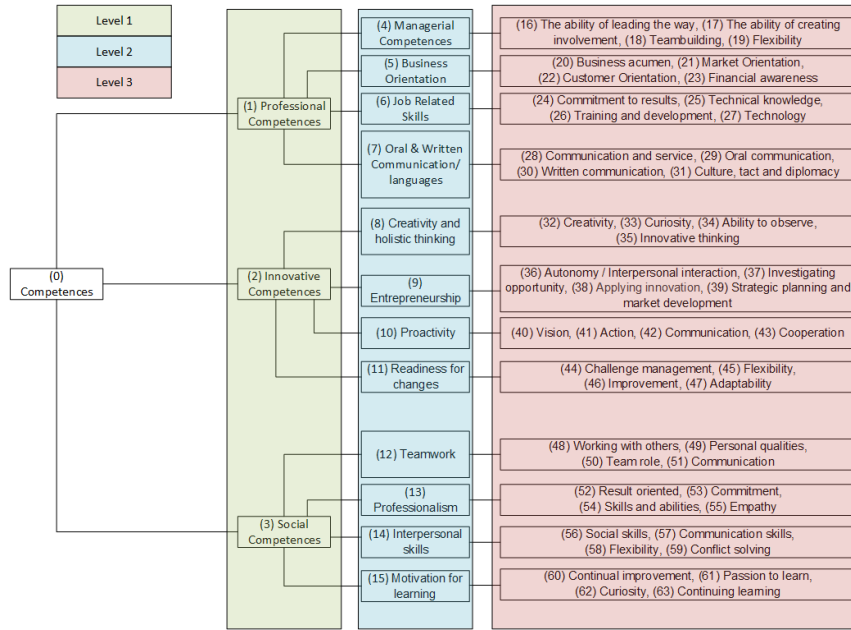 Level 1
Level 2
Level 3
(0)
Competences
(1) Professional
Competences
(2) Innovative
Competences
(3) Social
Competences
(4) Managerial
Competences
(5) Business
Orientation
(6) Job Related
Skills
(7) Oral & Written
Communication/
languages
(8) Creativity and
holistic thinking
(9)
Entrepreneurship
(10) Proactivity
(11) Readiness for
changes
(12) Teamwork
(13)
Professionalism
(14) Interpersonal
skills
(15) Motivation for
learning
(16) The ability of leading the way, (17) The ability of creating
involvement, (18) Teambuilding, (19) Flexibility
(20) Business acumen, (21) Market Orientation,
(22) Customer Orientation, (23) Financial awareness
(24) Commitment to results, (25) Technical knowledge,
(26) Training and development, (27) Technology
(28) Communication and service, (29) Oral communication,
(30) Written communication, (31) Culture, tact and diplomacy
(32) Creativity, (33) Curiosity, (34) Ability to observe,
(35) Innovative thinking
(36) Autonomy / Interpersonal interaction, (37) Investigating
opportunity, (38) Applying innovation, (39) Strategic planning and
market development
(40) Vision, (41) Action, (42) Communication, (43) Cooperation
(44) Challenge management, (45) Flexibility,
(46) Improvement, (47) Adaptability
(48) Working with others, (49) Personal qualities,
(50) Team role, (51) Communication
(52) Result oriented, (53) Commitment,
(54) Skills and abilities, (55) Empathy
(56) Social skills, (57) Communication skills,
(58) Flexibility, (59) Conflict solving
(60) Continual improvement, (61) Passion to learn,
(62) Curiosity, (63) Continuing learning